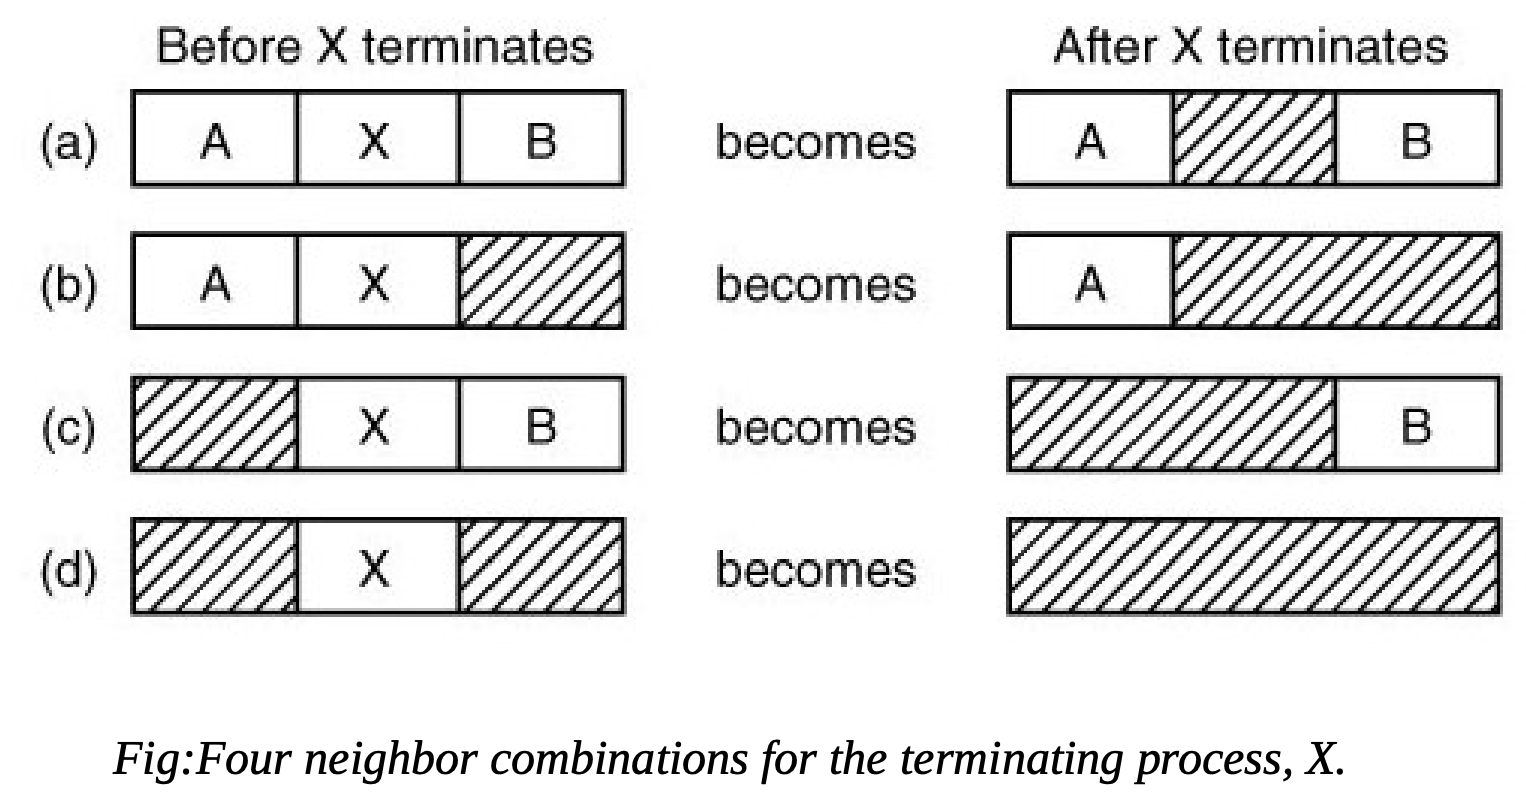 Before X terminates After X terminates
(a) A X B becomes A B
(b) A X becomes A
(c) X B becomes B
(d) X becomes
Fig:Four neighbor combinations for the terminating process, X.